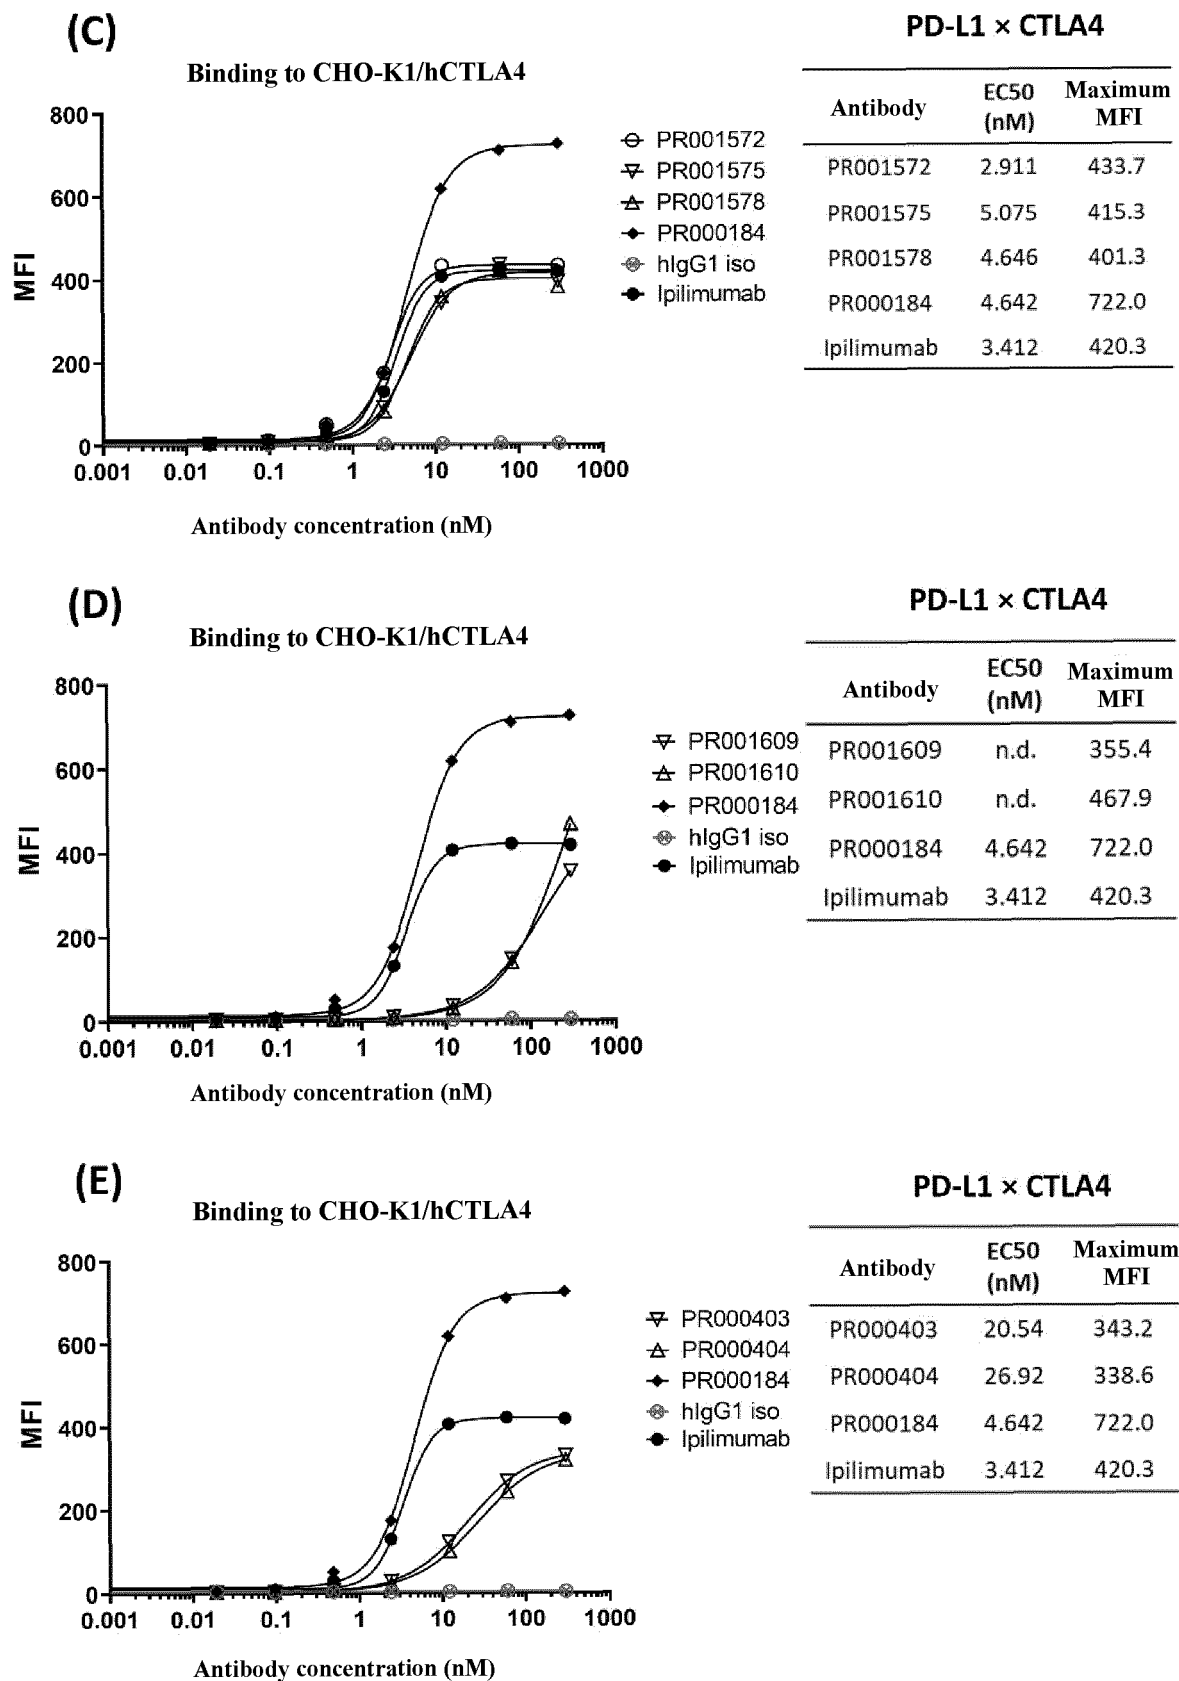 (C)
Binding to CHO-K1/hCTLA4
800
600
400
200
0
MFI
0.001
0.01
0.1
1
10
100
1000
Antibody concentration (nM)
PR001572
PR001575
PR001578
PR000184
hIgG1 iso
Ipilimumab
PD-L1 × CTLA4
Antibody EC50 (nM) Maximum MFI
PR001572 2.911 433.7
PR001575 5.075 415.3
PR001578 4.646 401.3
PR000184 4.642 722.0
Ipilimumab 3.412 420.3
(D)
Binding to CHO-K1/hCTLA4
800
600
400
200
0
MFI
0.001
0.01
0.1
1
10
100
1000
Antibody concentration (nM)
PR001609
PR001610
PR000184
hIgG1 iso
Ipilimumab
PD-L1 × CTLA4
Antibody EC50 (nM) Maximum MFI
PR001609 n.d. 355.4
PR001610 n.d. 467.9
PR000184 4.642 722.0
Ipilimumab 3.412 420.3
(E)
Binding to CHO-K1/hCTLA4
800
600
400
200
0
MFI
0.001
0.01
0.1
1
10
100
1000
Antibody concentration (nM)
PR000403
PR000404
PR000184
hIgG1 iso
Ipilimumab
PD-L1 × CTLA4
Antibody EC50 (nM) Maximum MFI
PR000403 20.54 343.2
PR000404 26.92 338.6
PR000184 4.642 722.0
Ipilimumab 3.412 420.3